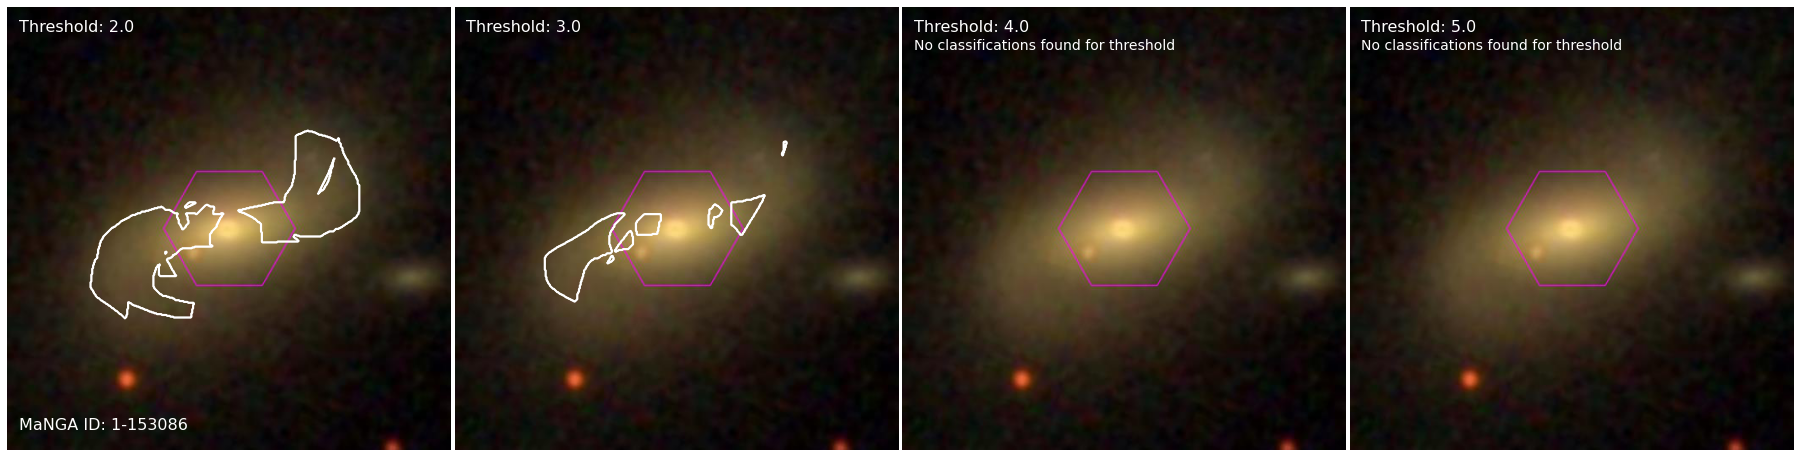 Threshold: 2.0
MaNGA ID: 1-153086
Threshold: 3.0
Threshold: 4.0
No classifications found for threshold
Threshold: 5.0
No classifications found for threshold